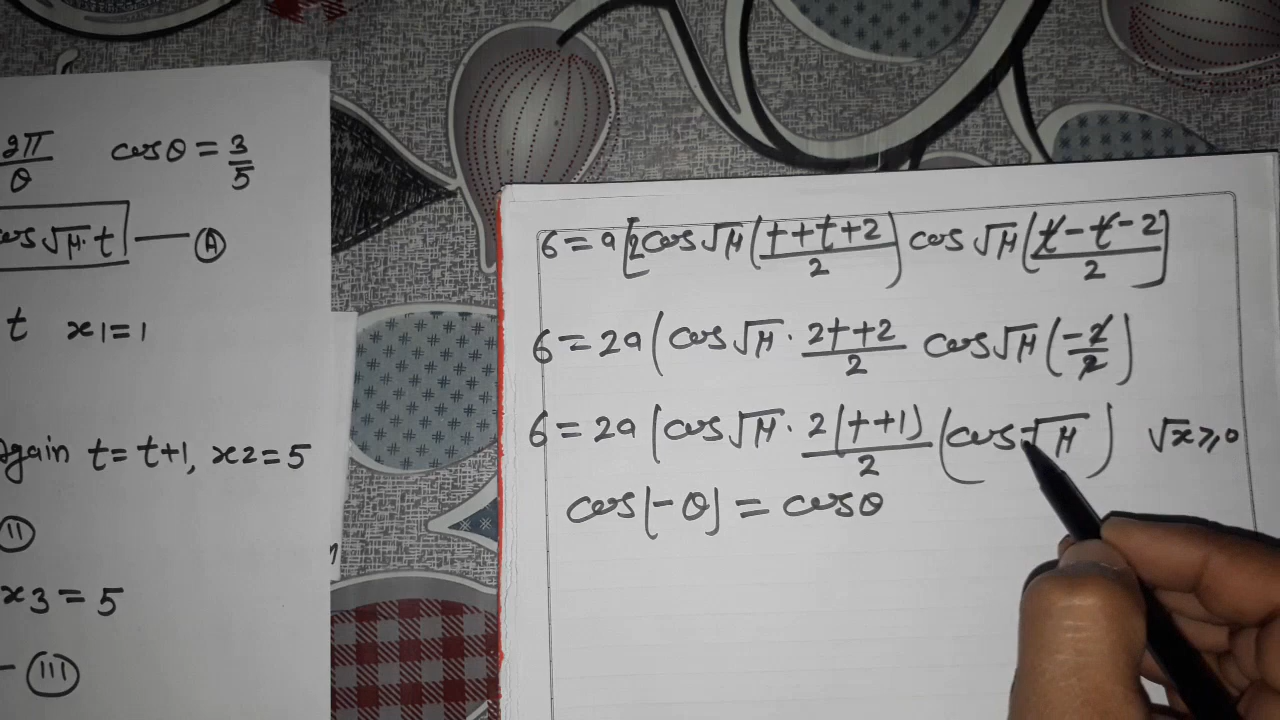 2π/θ cosθ = 3/5
cos√μ·t — Ⓐ
t x1=1
Again t= t+1, x2=5
Ⓘ Ⓘ
x3 = 5
— (III)
6 = a[2cos√μ(t+t+2/2) cos√μ(t-t-2/2]
6 = 2a(cos√μ· 2t+2/2 cos√μ(-2/2)
6 = 2a(cos√μ· 2(t+1)/2 (cos√μ) √x≥0
cos(-θ) = cosθ